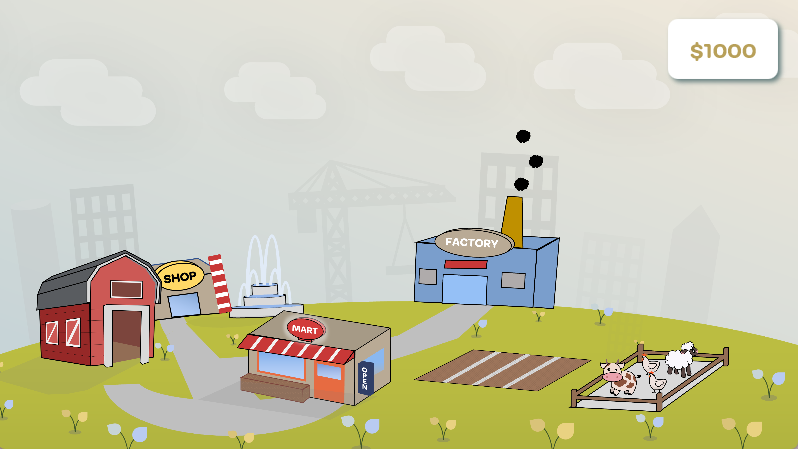 $1000
FACTORY
SHOP
MART
OPEN